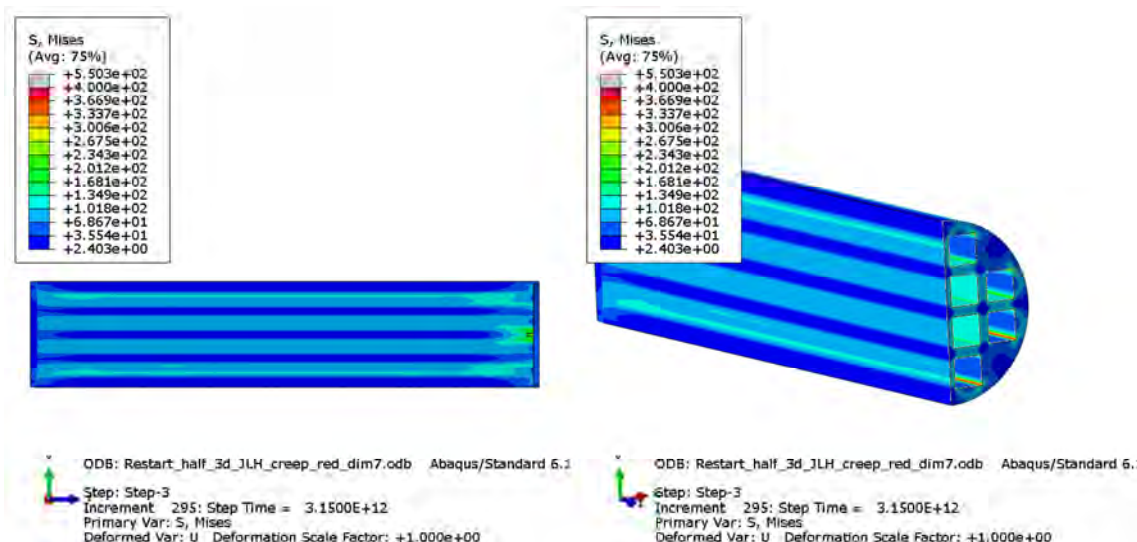 S, Mises
(Avg: 75%)
+5.503e+02
+4.000e+02
+3.669e+02
+3.337e+02
+3.006e+02
+2.675e+02
+2.343e+02
+2.012e+02
+1.681e+02
+1.349e+02
+1.018e+02
+6.867e+01
+3.554e+01
+2.403e+00
ODB: Restart_half_3d_JLH_creep_red_dim7.odb Abaqus/Standard 6.1
Step: Step-3
Increment 295: Step Time = 3.1500E+12
Primary Var: S, Mises
Deformed Var: U Deformation Scale Factor: +1.000e+00
S, Mises
(Avg: 75%)
+5.503e+02
+4.000e+02
+3.669e+02
+3.337e+02
+3.006e+02
+2.675e+02
+2.343e+02
+2.012e+02
+1.681e+02
+1.349e+02
+1.018e+02
+6.867e+01
+3.554e+01
+2.403e+00
ODB: Restart_half_3d_JLH_creep_red_dim7.odb Abaqus/Standard 6.
Step: Step-3
Increment 295: Step Time = 3.1500E+12
Primary Var: S, Mises
Deformed Var: U Deformation Scale Factor: +1.000e+00